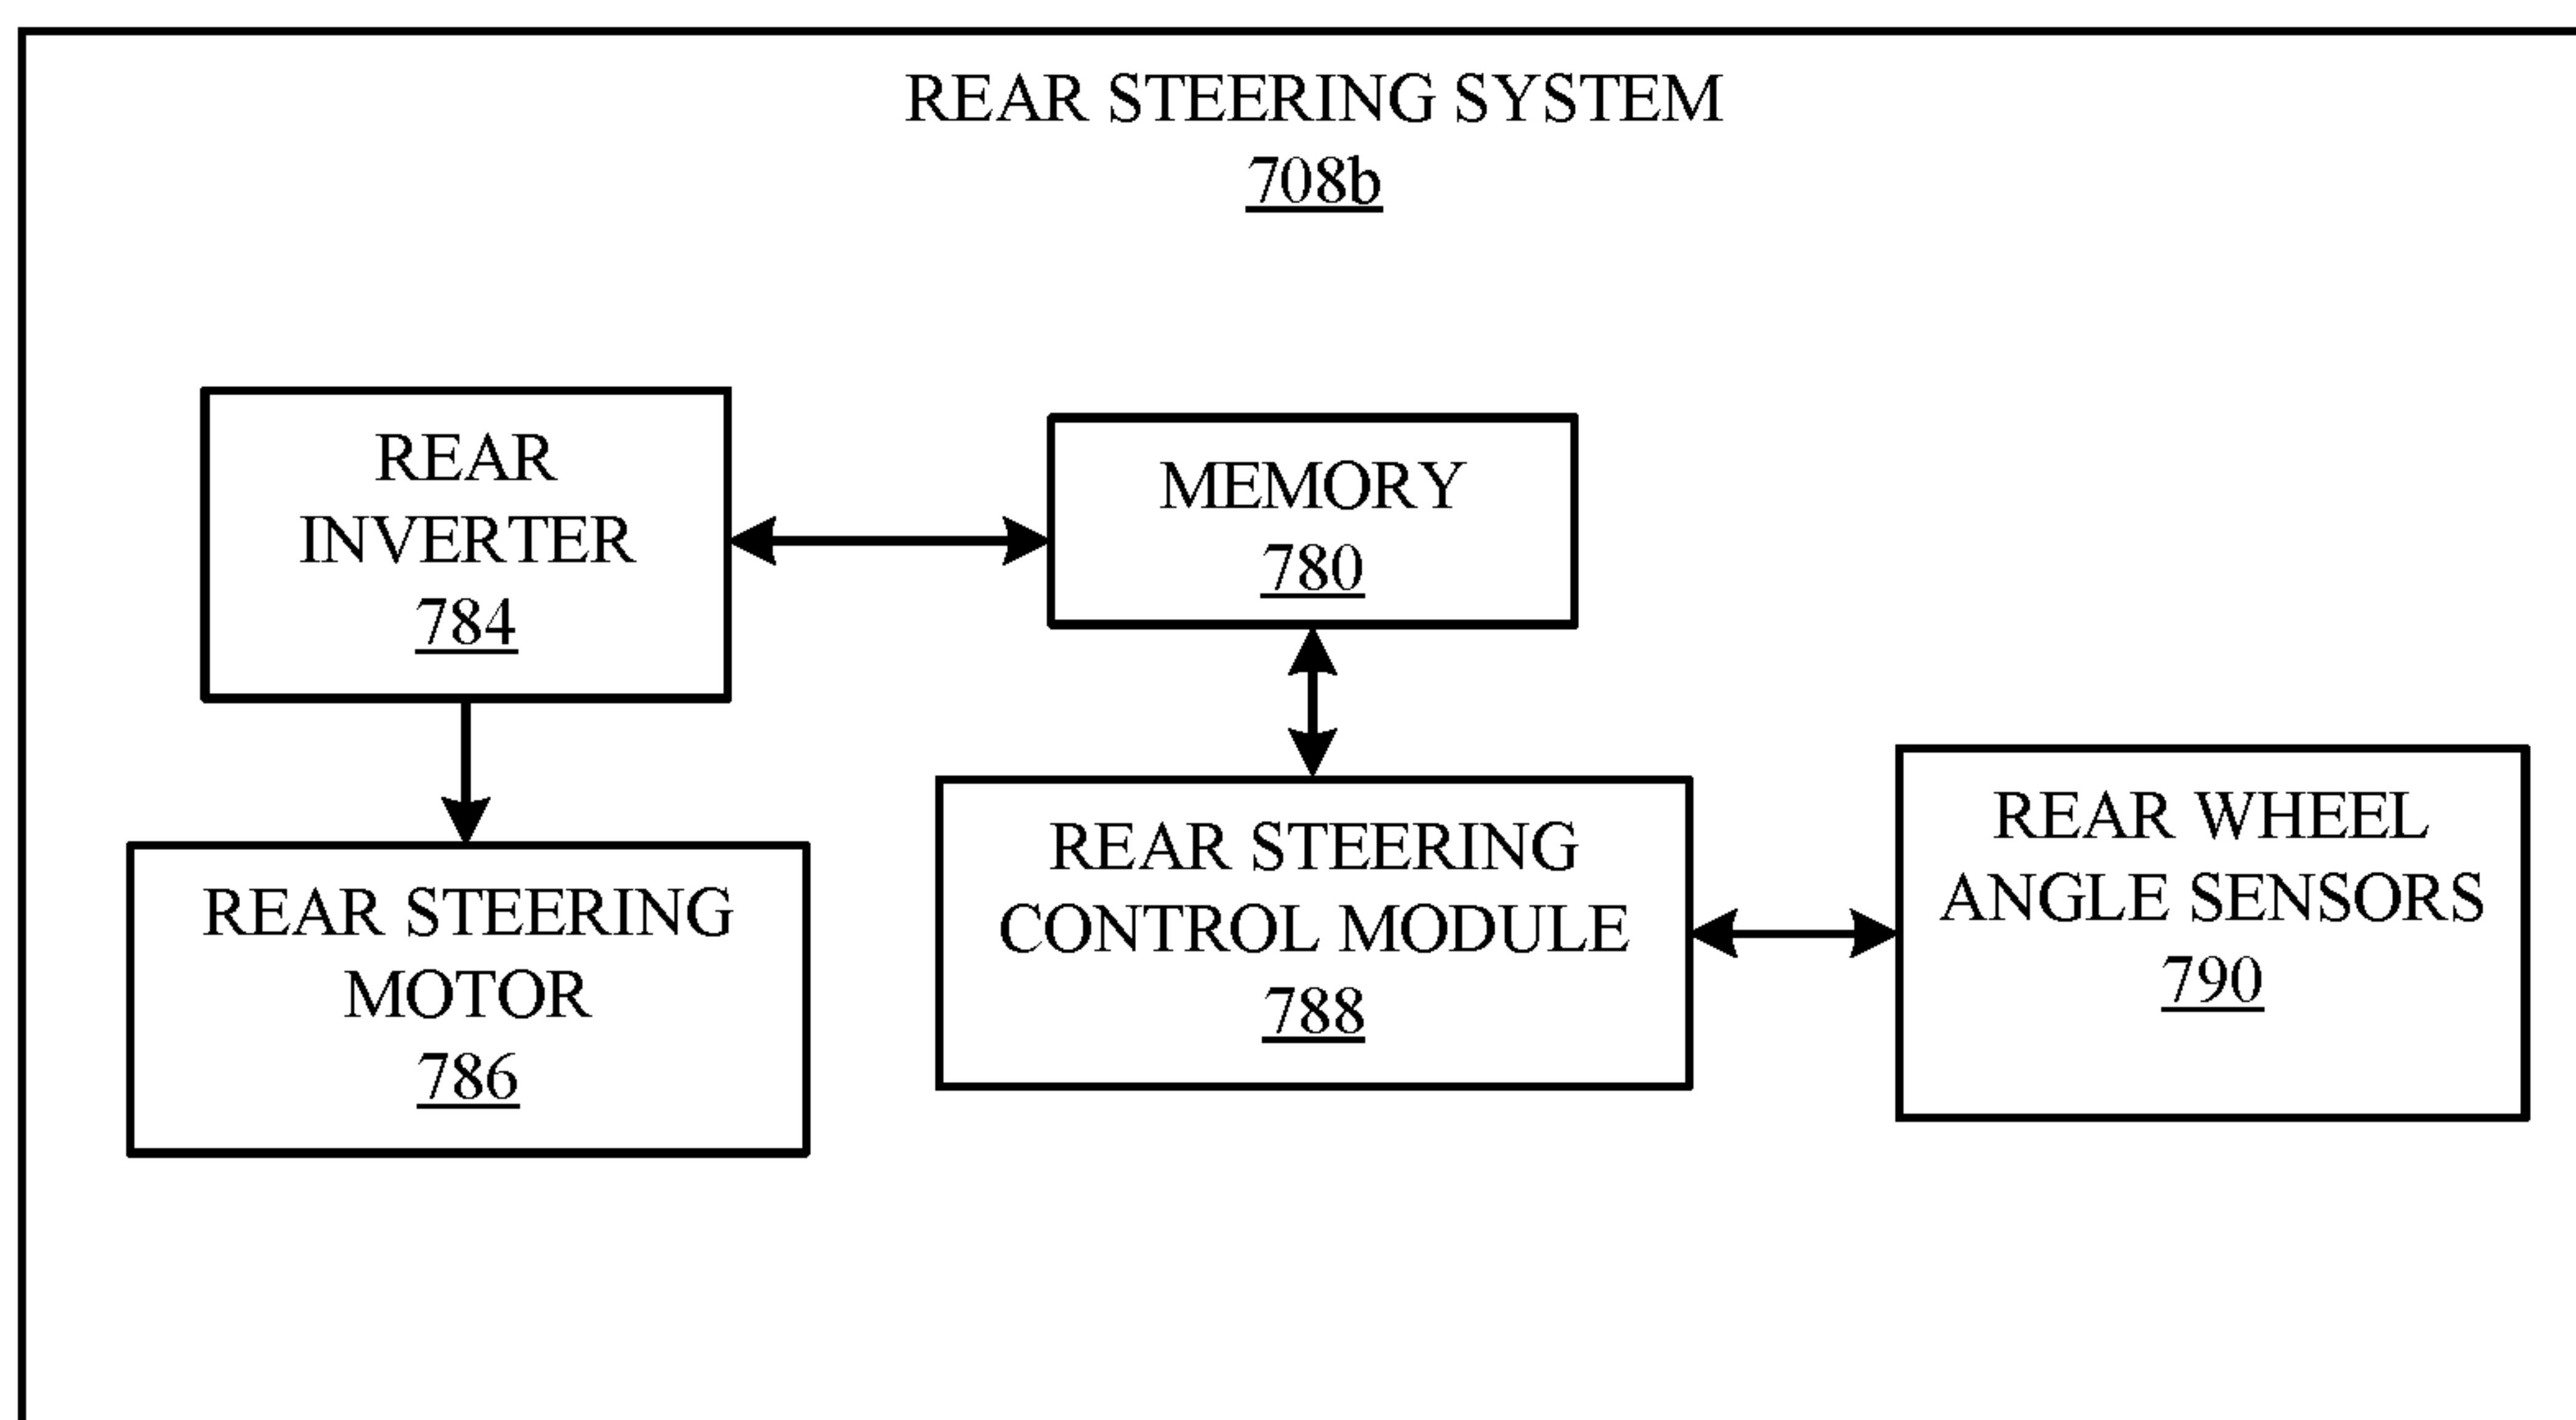 REAR STEERING SYSTEM
708b
REAR
INVERTER
784
MEMORY
780
REAR STEERING
MOTOR
786
REAR STEERING
CONTROL MODULE
788
REAR WHEEL
ANGLE SENSORS
790